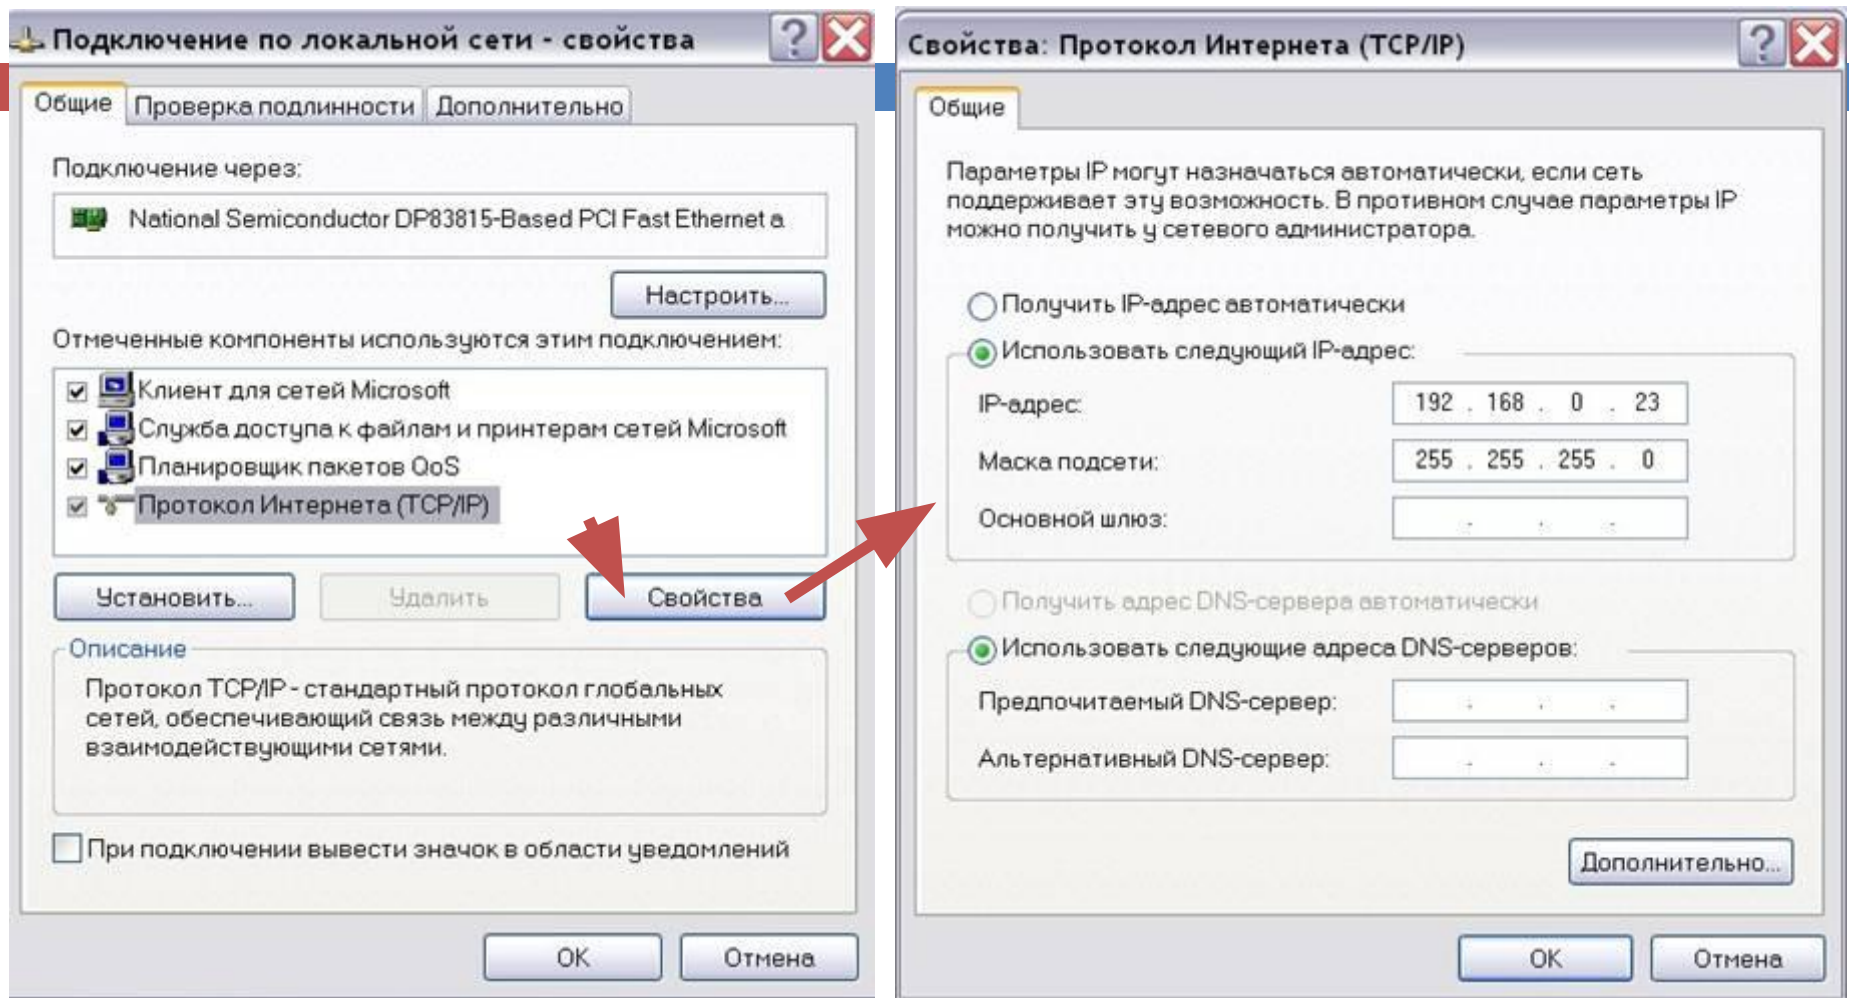 Подключение по локальной сети - свойства
Общие
Проверка подлинности
Дополнительно
Подключение через:
National Semiconductor DP83815-Based PCI Fast Ethernet a
Настроить...
Отмеченные компоненты используются этим подключением:
Клиент для сетей Microsoft
Служба доступа к файлам и принтерам сетей Microsoft
Планировщик пакетов QoS
Протокол Интернета (TCP/IP)
Установить...
Удалить
Свойства
Описание
Протокол TCP/IP - стандартный протокол глобальных
сетей, обеспечивающий связь между различными
взаимодействующими сетями.
При подключении вывести значок в области уведомлений
OK
Отмена
Свойства: Протокол Интернета (TCP/IP)
Общие
Параметры IP могут назначаться автоматически, если сеть
поддерживает эту возможность. В противном случае параметры IP
можно получить у сетевого администратора.
Получить IP-адрес автоматически
Использовать следующий IP-адрес:
IP-адрес: 192 . 168 . 0 . 23
Маска подсети: 255 . 255 . 255 . 0
Основной шлюз: . . .
Получить адрес DNS-сервера автоматически
Использовать следующие адреса DNS-серверов:
Предпочитаемый DNS-сервер: . . .
Альтернативный DNS-сервер: . . .
Дополнительно...
OK
Отмена